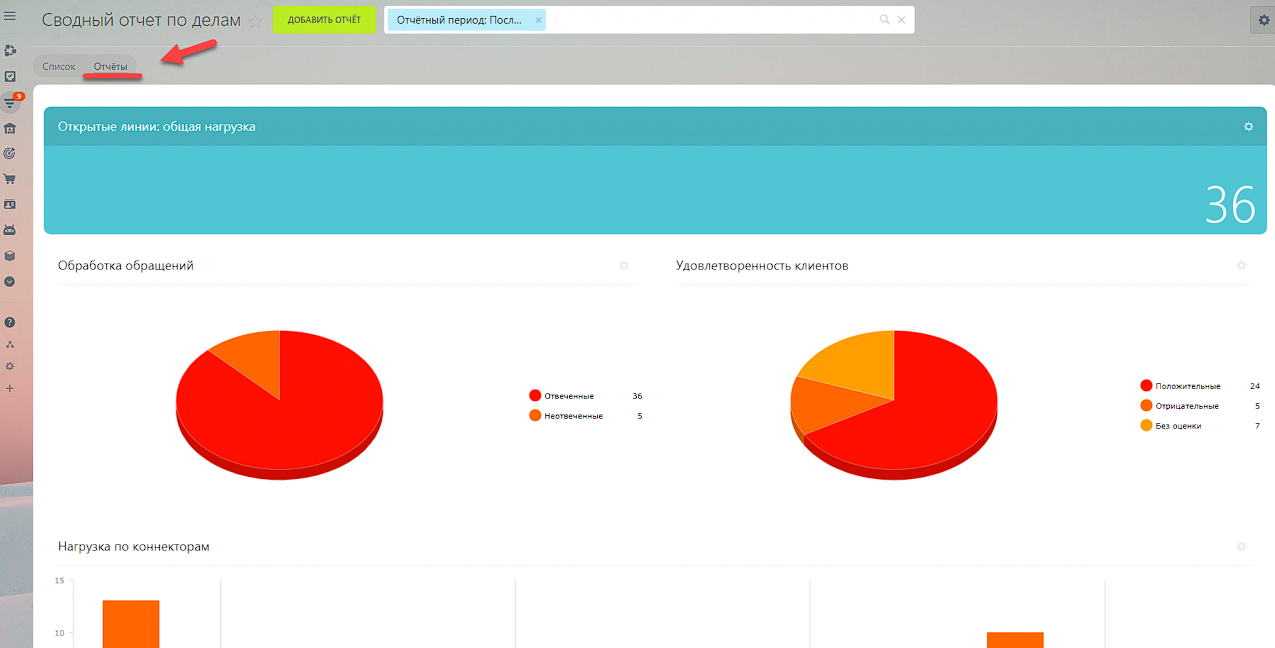 Сводный отчет по делам
ДОБАВИТЬ ОТЧЁТ
Отчётный период: Посл...
Список
Отчёты
9
Открытые линии: общая нагрузка
36
Обработка обращений
Отвеченные 36
Неотвеченные 5
Удовлетворенность клиентов
Положительные 24
Отрицательные 5
Без оценки 7
Нагрузка по коннекторам
15
10